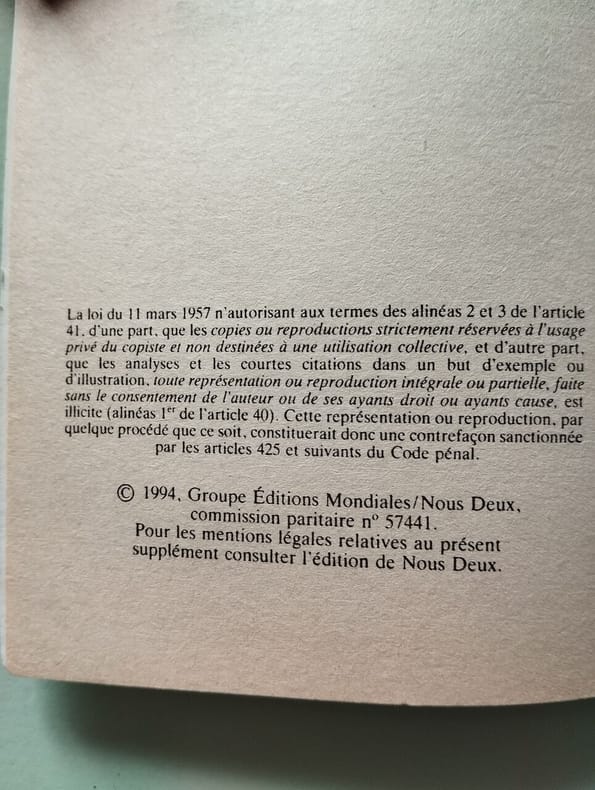 La loi du 11 mars 1957 n'autorisant aux termes des alinéas 2 et 3 de l'article
41, d'une part, que les copies ou reproductions strictement réservées à l'usage
privé du copiste et non destinées à une utilisation collective, et d'autre part,
que les analyses et les courtes citations dans un but d'exemple ou
d'illustration, toute représentation ou reproduction intégrale ou partielle, faite
sans le consentement de l'auteur ou de ses ayants droit ou ayants cause, est
illicite (alinéas 1er de l'article 40). Cette représentation ou reproduction, par
quelque procédé que ce soit, constituerait donc une contrefaçon sanctionnée
par les articles 425 et suivants du Code pénal.
© 1994, Groupe Éditions Mondiales/Nous Deux,
commission paritaire nº 57441.
Pour les mentions légales relatives au présent
supplément consulter l'édition de Nous Deux.